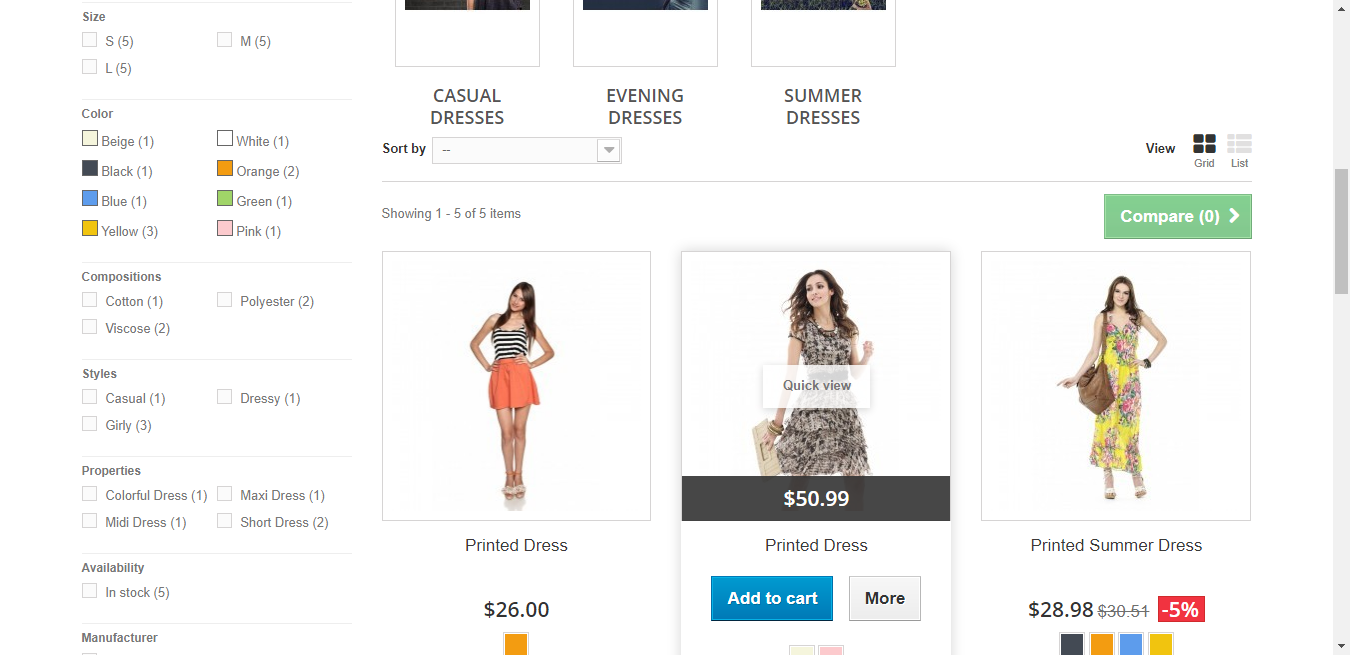 Size
S (5)
M (5)
L (5)
Color
Beige (1)
White (1)
Black (1)
Orange (2)
Blue (1)
Green (1)
Yellow (3)
Pink (1)
Compositions
Cotton (1)
Polyester (2)
Viscose (2)
Styles
Casual (1)
Dressy (1)
Girly (3)
Properties
Colorful Dress (1)
Maxi Dress (1)
Midi Dress (1)
Short Dress (2)
Availability
In stock (5)
Manufacturer
CASUAL
DRESSES
EVENING
DRESSES
SUMMER
DRESSES
Sort by
--
View
Grid
List
Showing 1 - 5 of 5 items
Compare (0)
Printed Dress
$26.00
Quick view
$50.99
Printed Dress
Add to cart
More
Printed Summer Dress
$28.98 $30.51 -5%